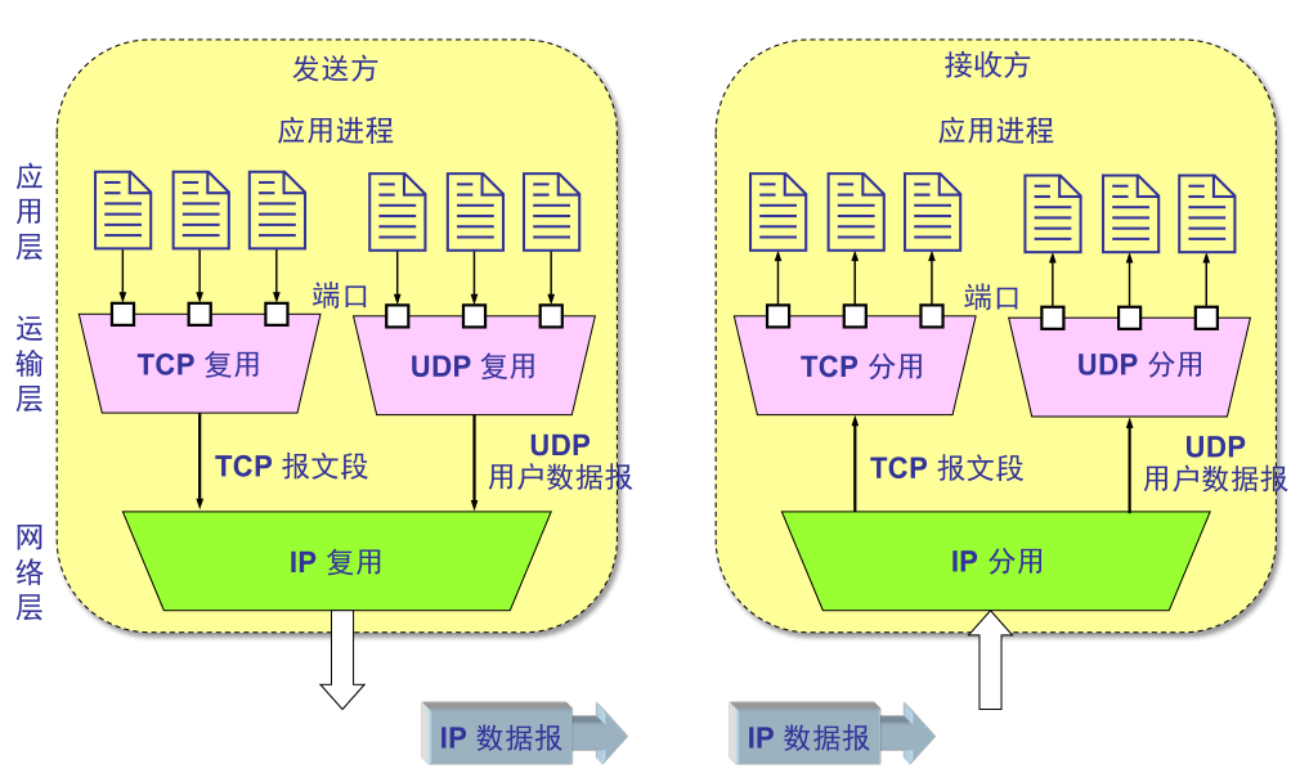 发送方
应用进程
应用层
端口
运输层
TCP 复用
UDP 复用
TCP 报文段
UDP
用户数据报
网络层
IP 复用
IP 数据报
接收方
应用进程
端口
TCP 分用
UDP 分用
TCP 报文段
UDP
用户数据报
IP 分用
IP 数据报